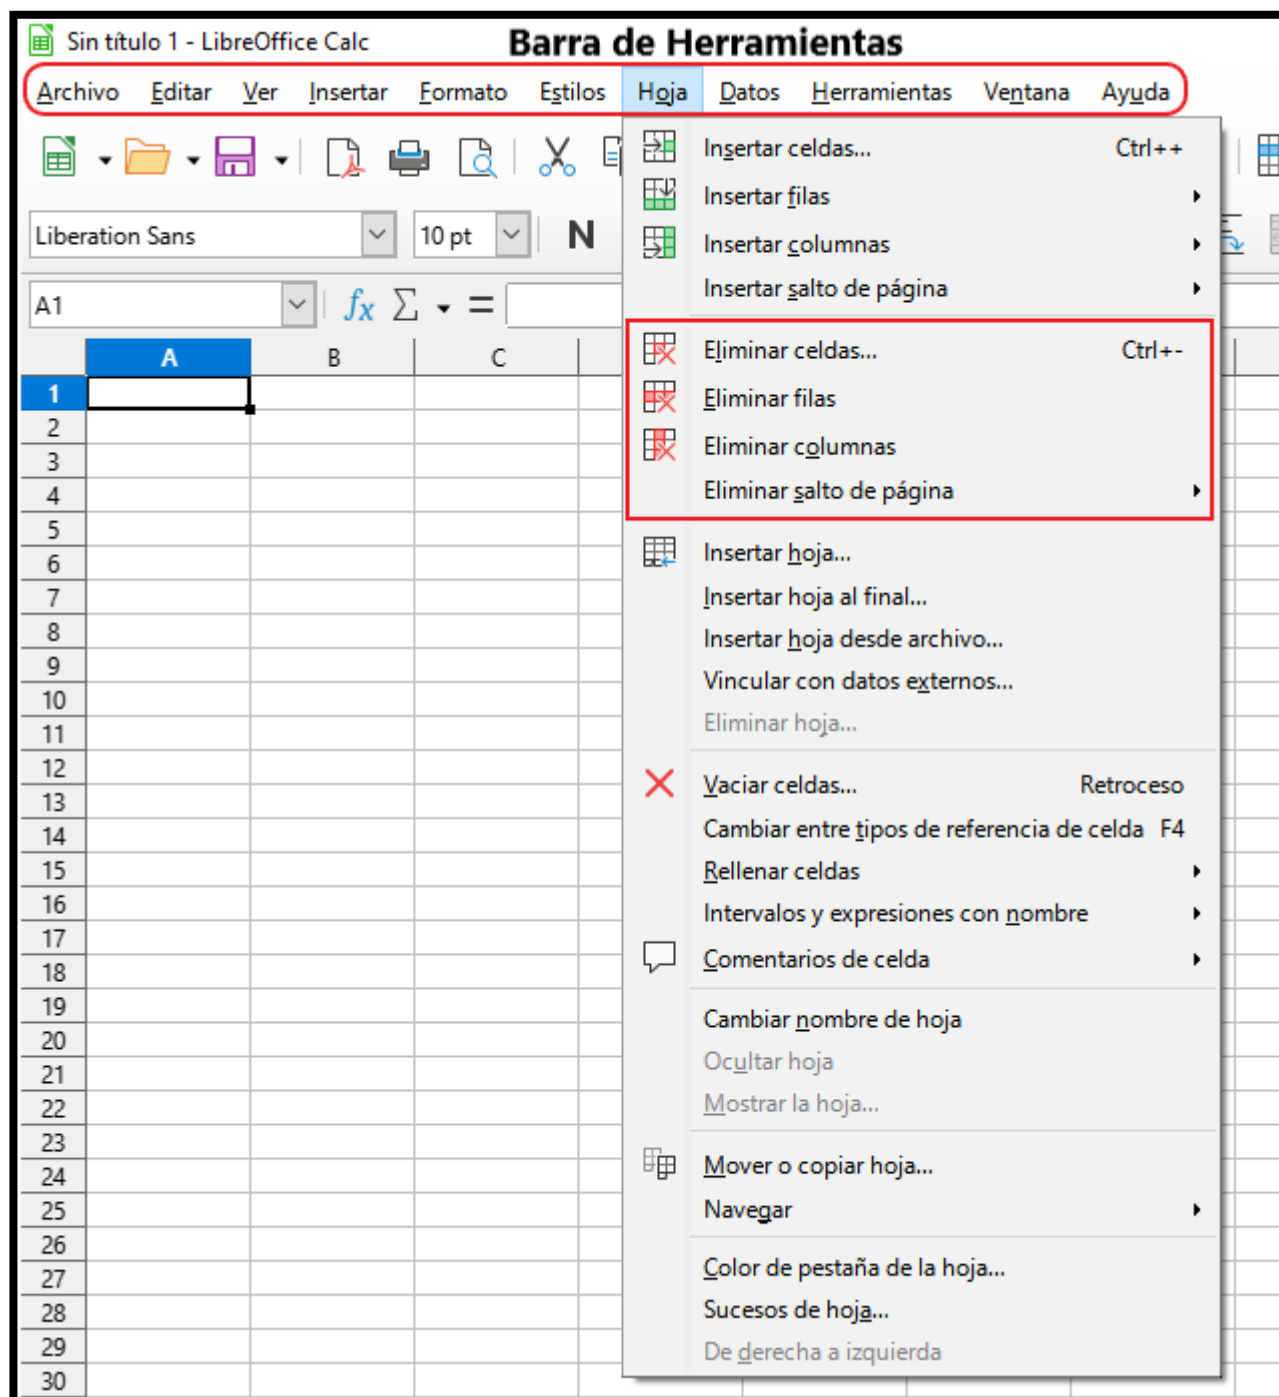 Sin título 1 - LibreOffice Calc
Barra de Herramientas
Archivo Editar Ver Insertar Formato Estilos Hoja Datos Herramientas Ventana Ayuda
Liberation Sans 10 pt N
A1 fx Σ =
A B C
1
2
3
4
5
6
7
8
9
10
11
12
13
14
15
16
17
18
19
20
21
22
23
24
25
26
27
28
29
30
Insertar celdas... Ctrl++
Insertar filas
Insertar columnas
Insertar salto de página
Eliminar celdas... Ctrl+-
Eliminar filas
Eliminar columnas
Eliminar salto de página
Insertar hoja...
Insertar hoja al final...
Insertar hoja desde archivo...
Vincular con datos externos...
Eliminar hoja...
Vaciar celdas... Retroceso
Cambiar entre tipos de referencia de celda F4
Rellenar celdas
Intervalos y expresiones con nombre
Comentarios de celda
Cambiar nombre de hoja
Ocultar hoja
Mostrar la hoja...
Mover o copiar hoja...
Navegar
Color de pestaña de la hoja...
Sucesos de hoja...
De derecha a izquierda